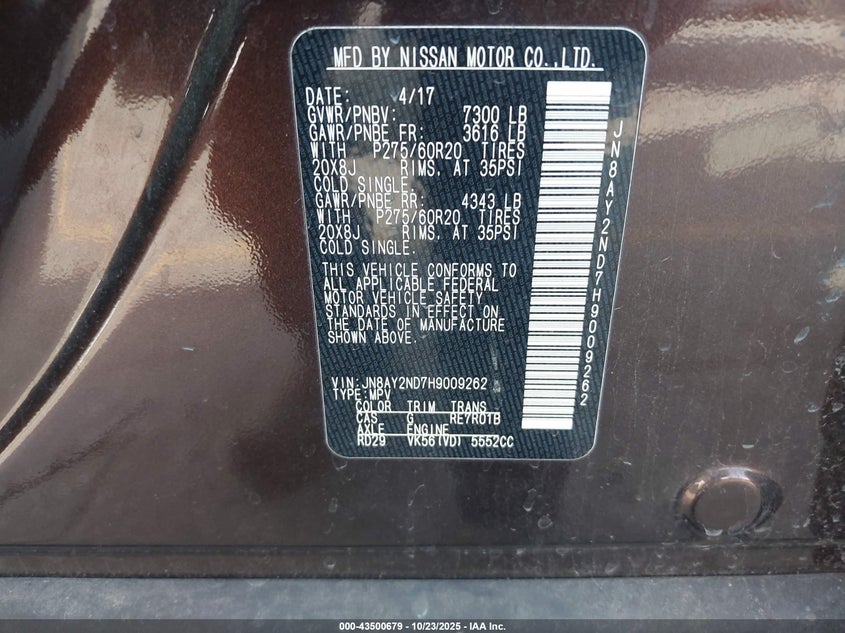 MFD BY NISSAN MOTOR CO.,LTD.
DATE: 4/17
GVWR/PNBV: 7300 LB
GAWR/PNBE FR: 3616 LB
WITH P275/60R20 TIRES
20X8J RIMS, AT 35PSI
COLD SINGLE.
GAWR/PNBE RR: 4343 LB
WITH P275/60R20 TIRES
20X8J RIMS, AT 35PSI
COLD SINGLE.
THIS VEHICLE CONFORMS TO
ALL APPLICABLE FEDERAL
MOTOR VEHICLE SAFETY
STANDARDS IN EFFECT ON
THE DATE OF MANUFACTURE
SHOWN ABOVE.
VIN:JN8AY2ND7H9009262
TYPE:MPV
COLOR TRIM TRANS
CAS G RE7R01B
AXLE ENGINE
RD29 VK56(VD) 5552CC
JN8AY2ND7H9009262
000-43500679 - 10/23/2025 - IAA Inc.